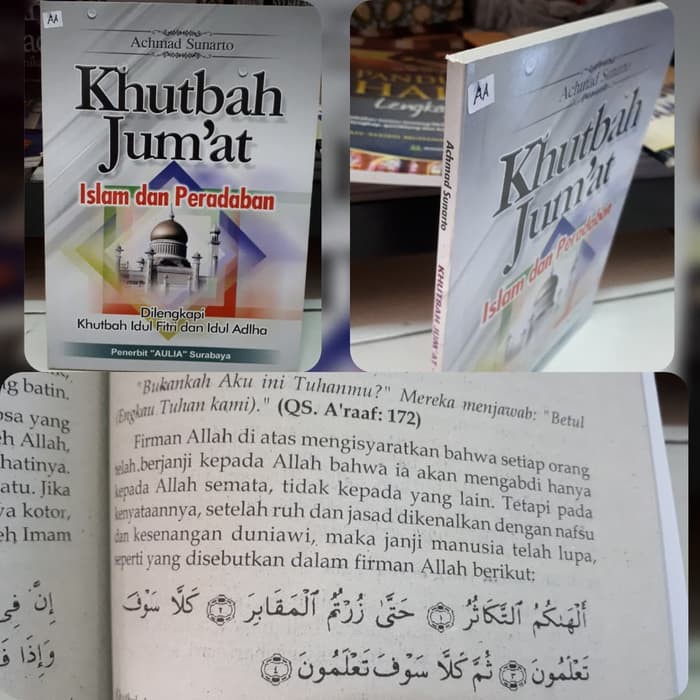 AA
Achmad Sunarto
Khutbah
Jum'at
Islam dan Peradaban
Dilengkapi
Khutbah Idul Fitri dan Idul Adlha
Penerbit "AULIA" Surabaya
AA
Achmad Sunarto
Khutbah
Jum'at
Islam dan Peradaban
Achmad Sunarto KHUTBAH JUM'AT
Lengkap
batin.
yang
Allah,
hatinya.
atu. Jika
kotor,
Imam
إِنَّ فِي
وَإِذَا
"Bukankah Aku ini Tuhanmu?" Mereka menjawab: "Betul
(Engkau Tuhan kami)." (QS. A'raaf: 172)
Firman Allah di atas mengisyaratkan bahwa setiap orang
telah berjanji kepada Allah bahwa ia akan mengabdi hanya
kepada Allah semata, tidak kepada yang lain. Tetapi pada
kenyataannya, setelah ruh dan jasad dikenalkan dengan nafsu
dan kesenangan duniawi, maka janji manusia telah lupa,
seperti yang disebutkan dalam firman Allah berikut:
أَلْهَىٰكُمُ ٱلتَّكَاثُرُ ﴿١﴾ حَتَّىٰ زُرْتُمُ ٱلْمَقَابِرَ ﴿٢﴾ كَلَّا سَوْفَ
تَعْلَمُونَ ﴿٣﴾ ثُمَّ كَلَّا سَوْفَ تَعْلَمُونَ ﴿٤﴾